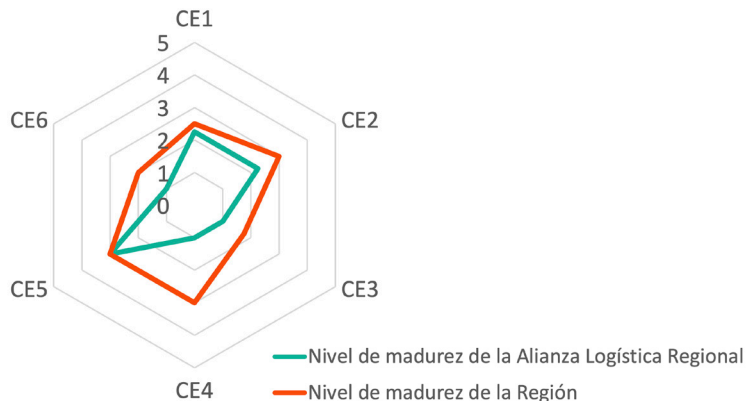 CE1
5
4
3
2
1
0
CE6
CE2
CE5
CE3
CE4
Nivel de madurez de la Alianza Logística Regional
Nivel de madurez de la Región